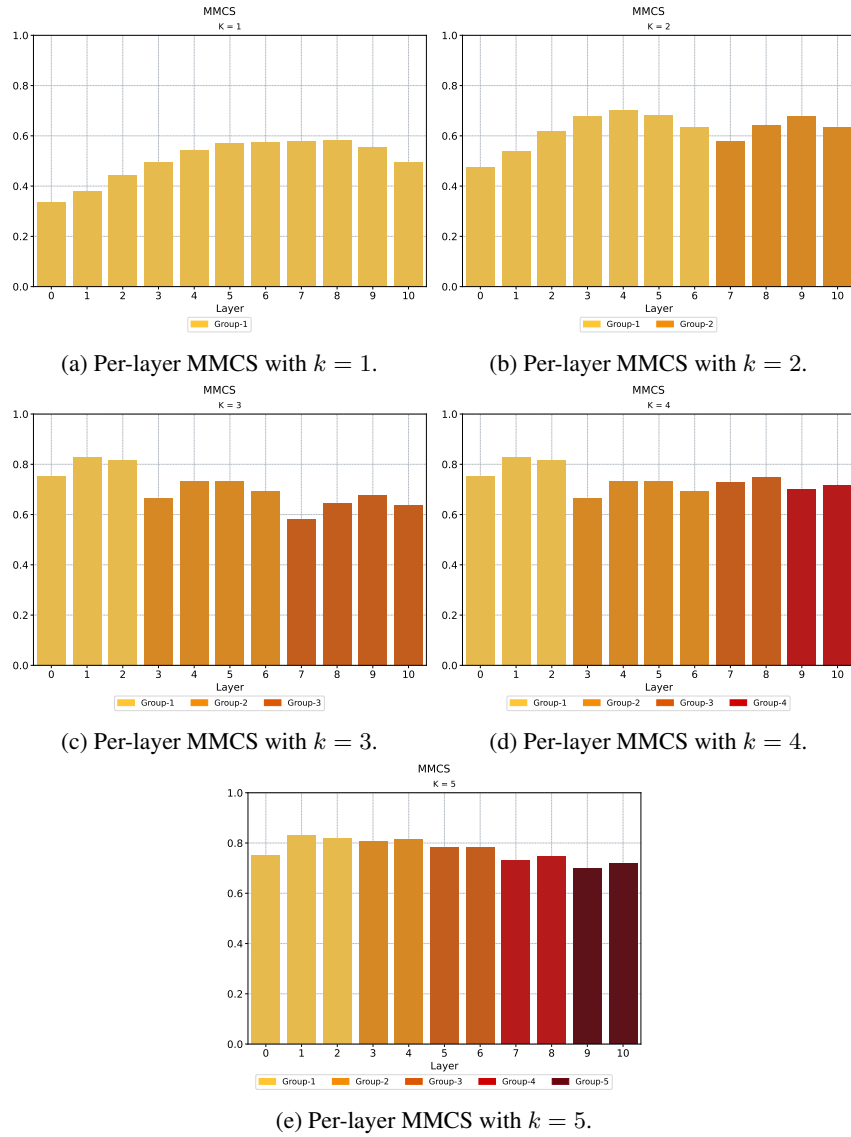 MMCS
K = 1
1.0
0.8
0.6
0.4
0.2
0.0
0 1 2 3 4 5 6 7 8 9 10
Layer
Group-1
(a) Per-layer MMCS with k = 1.
MMCS
K = 2
1.0
0.8
0.6
0.4
0.2
0.0
0 1 2 3 4 5 6 7 8 9 10
Layer
Group-1 Group-2
(b) Per-layer MMCS with k = 2.
MMCS
K = 3
1.0
0.8
0.6
0.4
0.2
0.0
0 1 2 3 4 5 6 7 8 9 10
Layer
Group-1 Group-2 Group-3
(c) Per-layer MMCS with k = 3.
MMCS
K = 4
1.0
0.8
0.6
0.4
0.2
0.0
0 1 2 3 4 5 6 7 8 9 10
Layer
Group-1 Group-2 Group-3 Group-4
(d) Per-layer MMCS with k = 4.
MMCS
K = 5
1.0
0.8
0.6
0.4
0.2
0.0
0 1 2 3 4 5 6 7 8 9 10
Layer
Group-1 Group-2 Group-3 Group-4 Group-5
(e) Per-layer MMCS with k = 5.